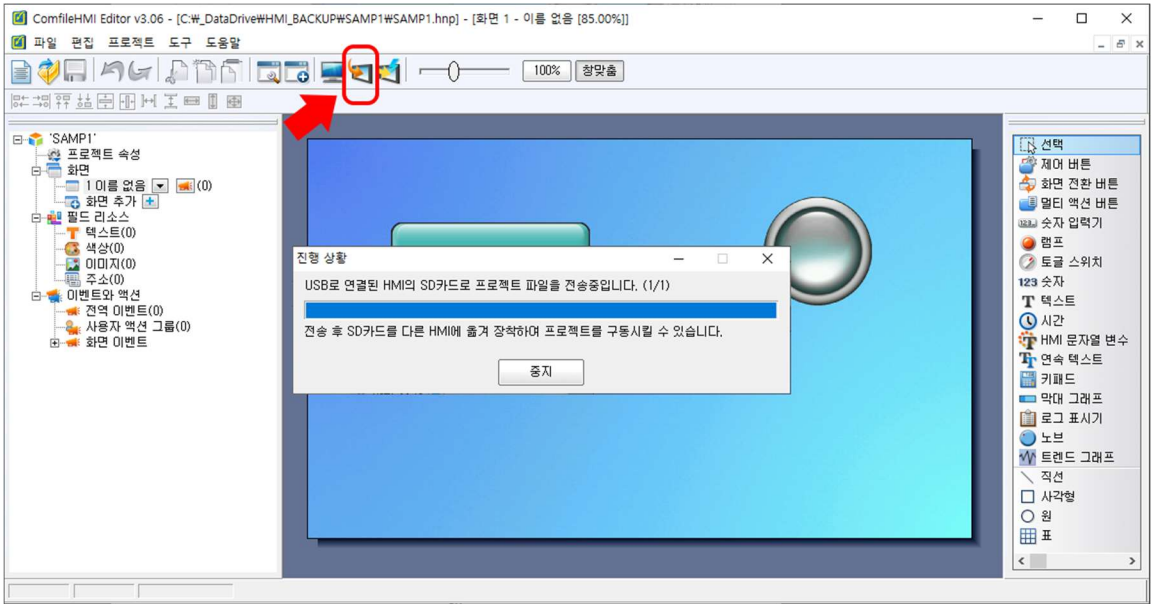 ComfileHMI Editor v3.06 - [C:₩_DataDrive₩HMI_BACKUP₩SAMP1₩SAMP1.hnp] - [화면 1 - 이름 없음 [85.00%]]
파일 편집 프로젝트 도구 도움말
100% 창맞춤
'SAMP1'
프로젝트 속성
화면
1 이름 없음 (0)
화면 추가
필드 리소스
텍스트(0)
색상(0)
이미지(0)
주소(0)
이벤트와 액션
전역 이벤트(0)
사용자 액션 그룹(0)
화면 이벤트
진행 상황
USB로 연결된 HMI의 SD카드로 프로젝트 파일을 전송중입니다. (1/1)
전송 후 SD카드를 다른 HMI에 옮겨 장착하여 프로젝트를 구동시킬 수 있습니다.
중지
선택
제어 버튼
화면 전환 버튼
멀티 액션 버튼
숫자 입력기
램프
토글 스위치
123 숫자
T 텍스트
시간
HMI 문자열 변수
연속 텍스트
키패드
막대 그래프
로그 표시기
노브
트렌드 그래프
직선
사각형
원
표